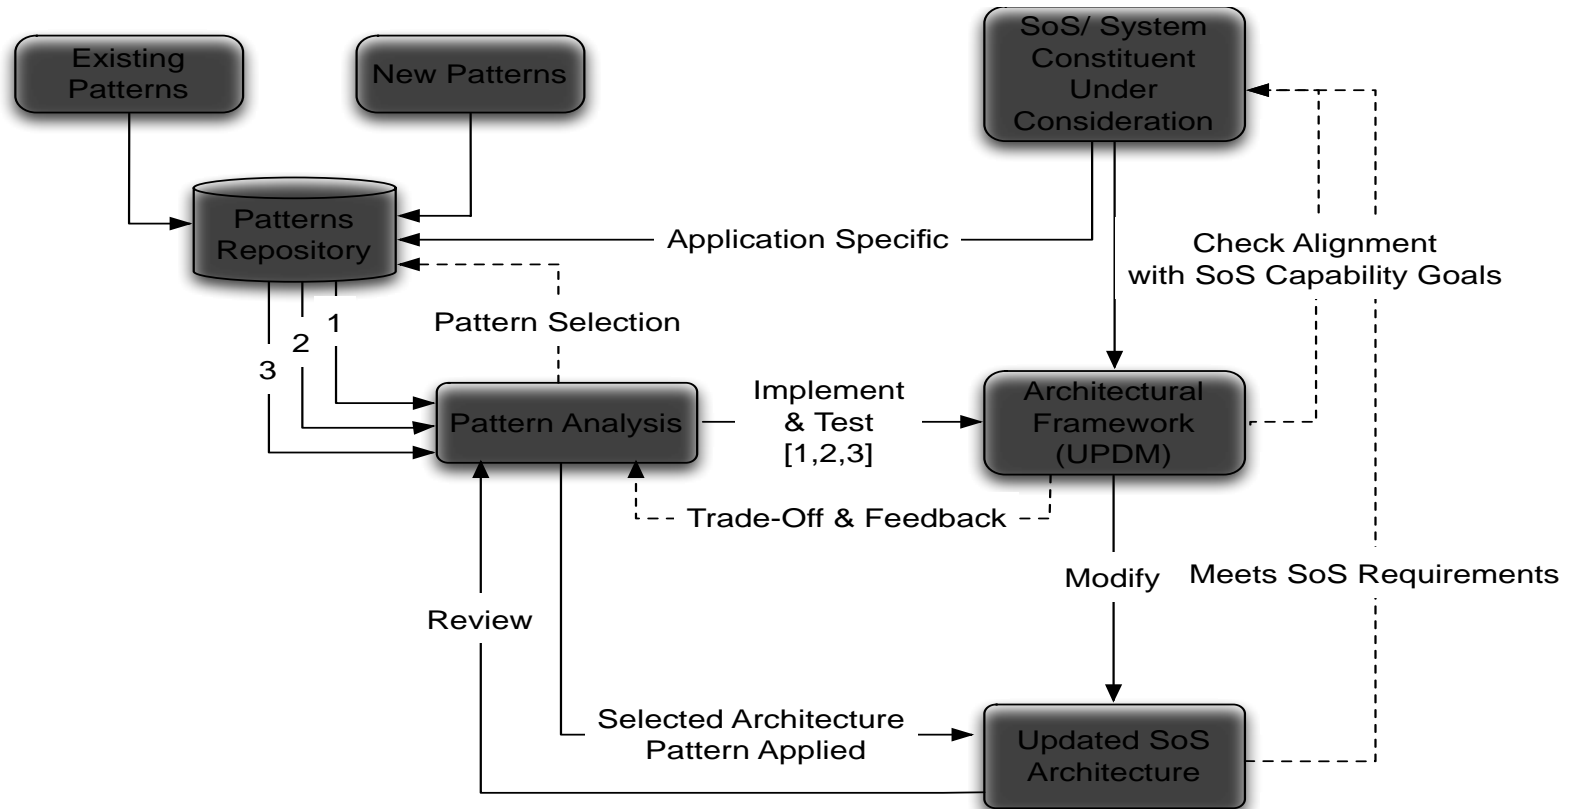 Existing
Patterns
New Patterns
SoS/ System
Constituent
Under
Consideration
Patterns
Repository
Application Specific
Check Alignment
with SoS Capability Goals
1
2
3
Pattern Selection
Pattern Analysis
Implement
& Test
[1,2,3]
Architectural
Framework
(UPDM)
Trade-Off & Feedback
Modify
Meets SoS Requirements
Review
Selected Architecture
Pattern Applied
Updated SoS
Architecture